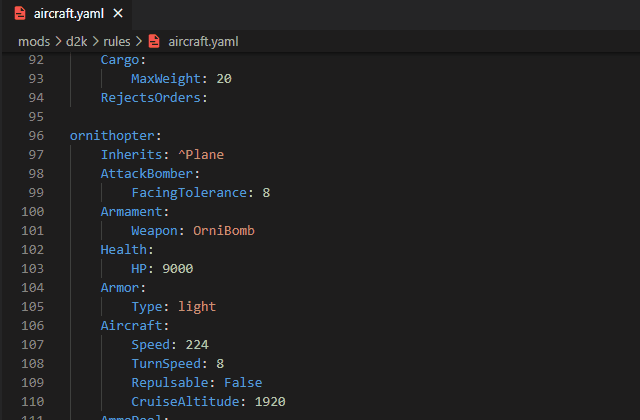 aircraft.yaml
mods > d2k > rules > aircraft.yaml
92 Cargo:
93 MaxWeight: 20
94 RejectsOrders:
95
96 ornithopter:
97 Inherits: ^Plane
98 AttackBomber:
99 FacingTolerance: 8
100 Armament:
101 Weapon: OrniBomb
102 Health:
103 HP: 9000
104 Armor:
105 Type: light
106 Aircraft:
107 Speed: 224
108 TurnSpeed: 8
109 Repulsable: False
110 CruiseAltitude: 1920
111 AmmoPool: